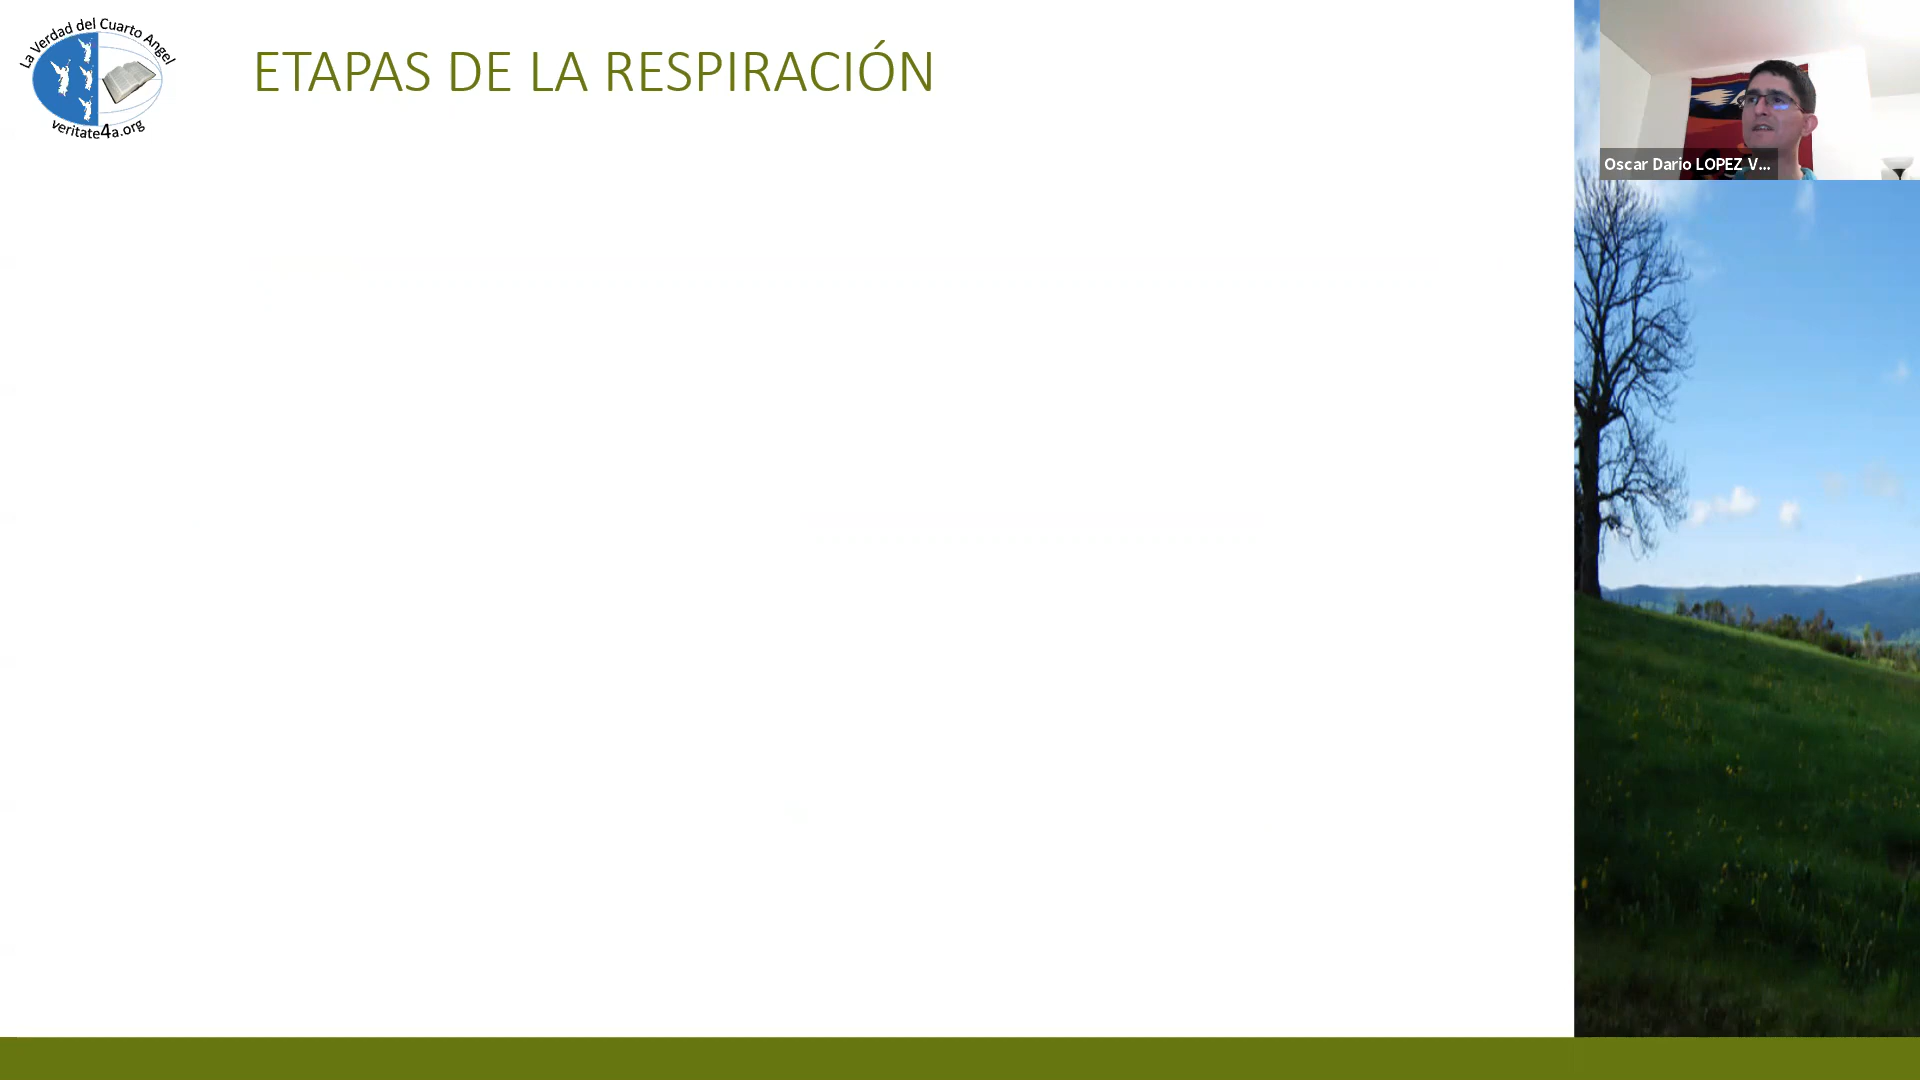 La Verdad del Cuarto Angel
veritate4a.org
ETAPAS DE LA RESPIRACIÓN
Oscar Dario LOPEZ V...